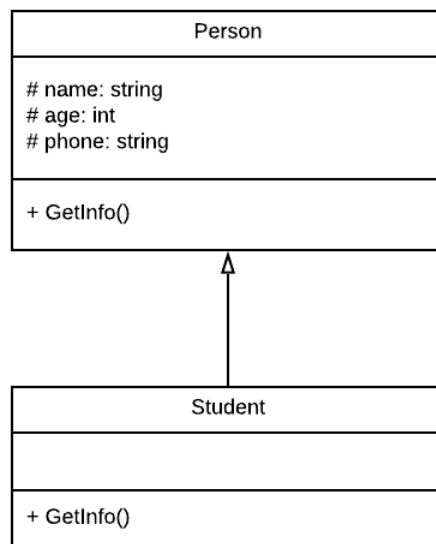 Person
# name: string
# age: int
# phone: string
+ GetInfo()
Student
+ GetInfo()